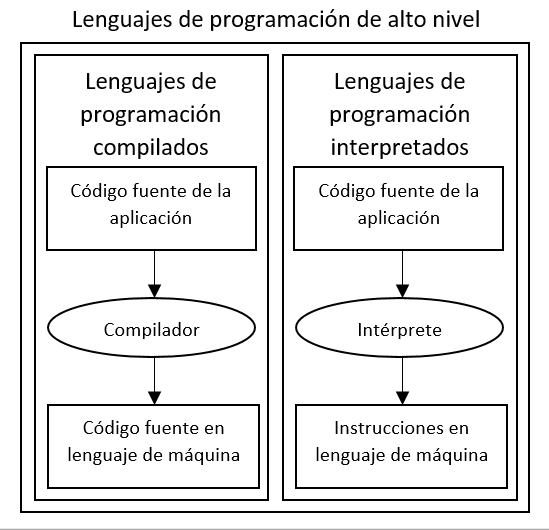 Lenguajes de programación de alto nivel
Lenguajes de
programación
compilados
Código fuente de la
aplicación
Compilador
Código fuente en
lenguaje de máquina
Lenguajes de
programación
interpretados
Código fuente de la
aplicación
Intérprete
Instrucciones en
lenguaje de máquina